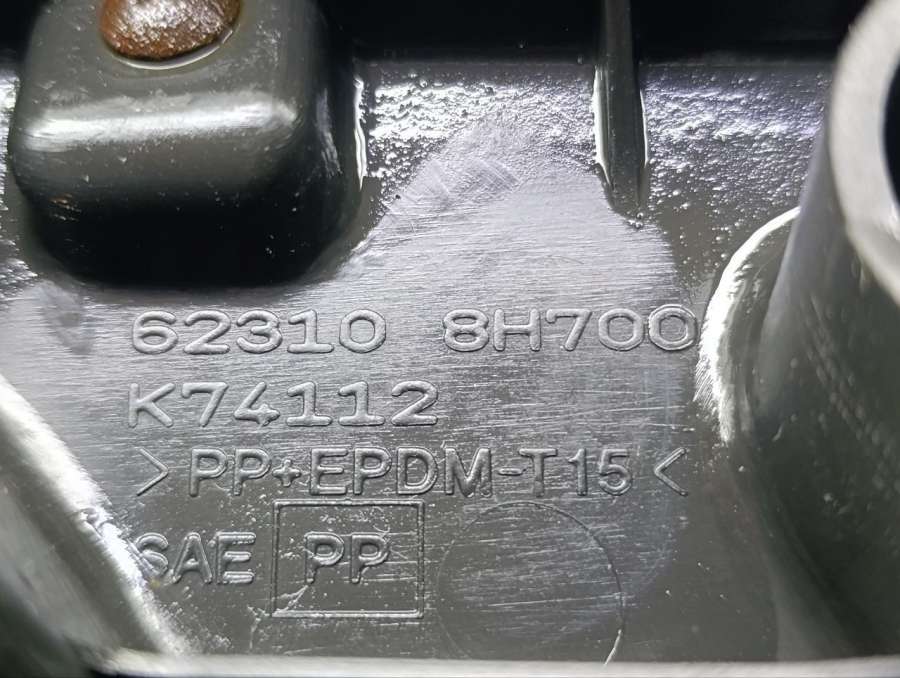 62310 8H700
K74112
>PP+EPDM-T15<
SAE PP